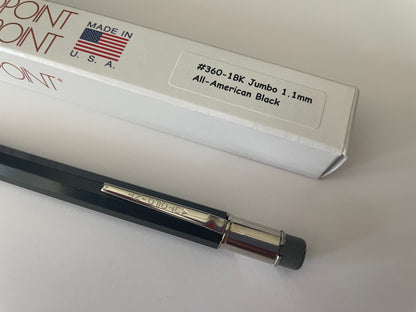 POINT
POINT
POINT®
MADE IN
U. S. A.
#360-1BK Jumbo 1.1mm
All-American Black